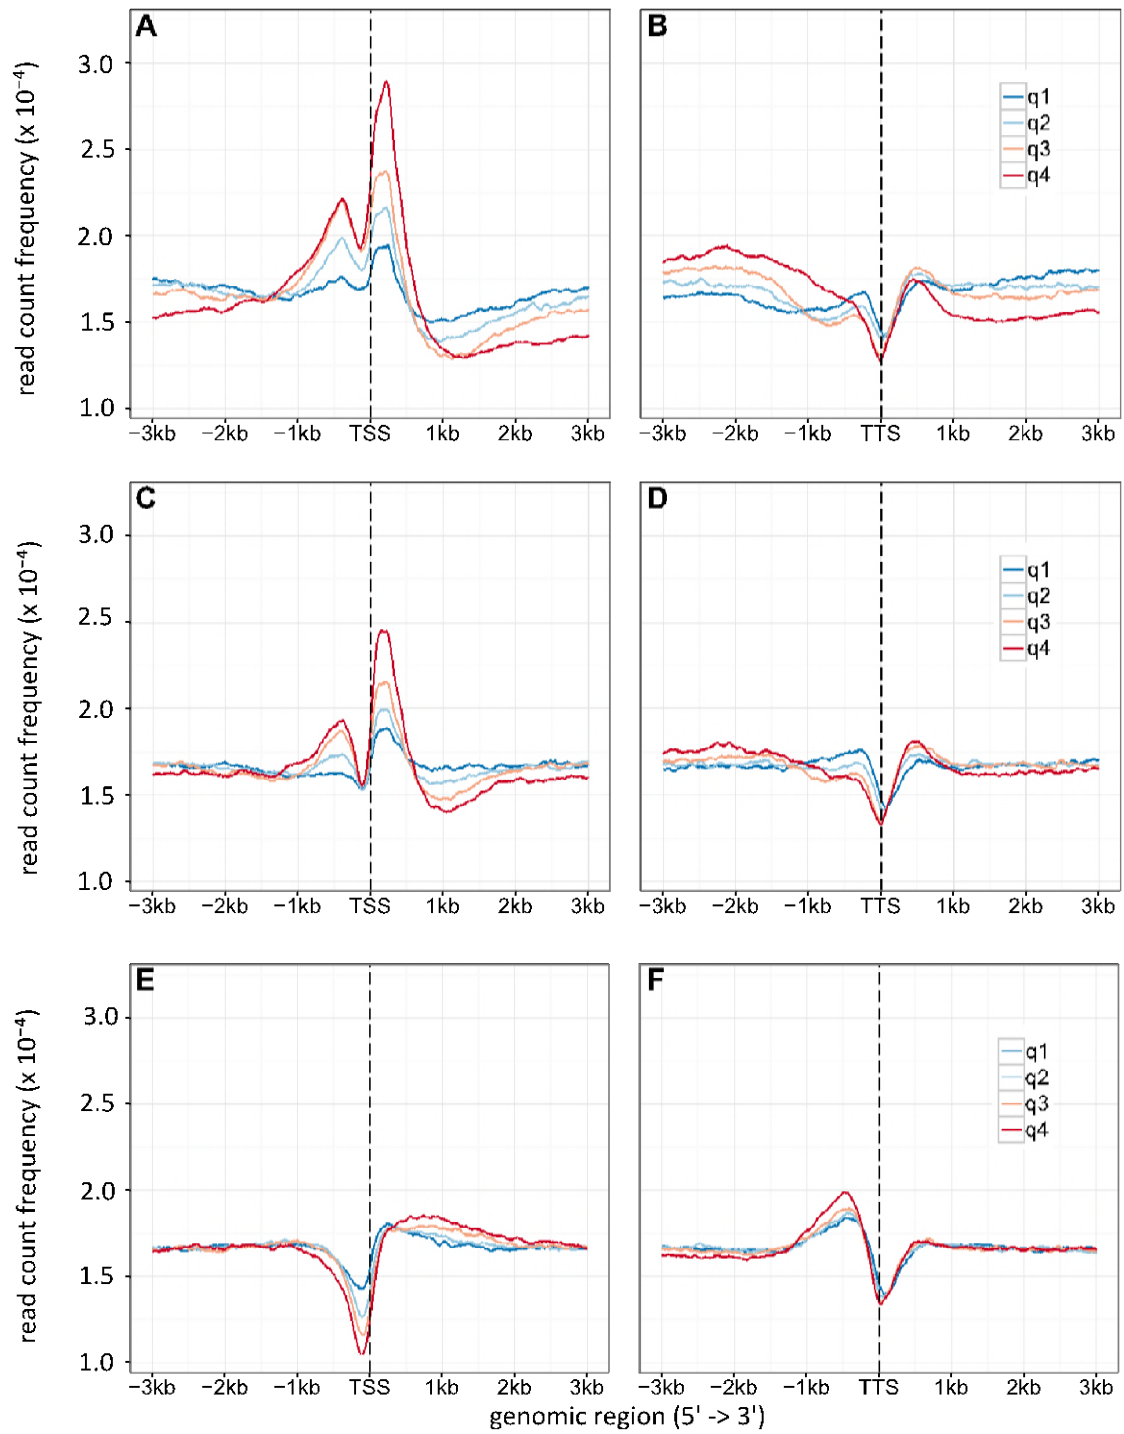 A
B
read count frequency (x 10⁻⁴)
3.0
2.5
2.0
1.5
1.0
q1
q2
q3
q4
−3kb −2kb −1kb TSS 1kb 2kb 3kb
−3kb −2kb −1kb TTS 1kb 2kb 3kb
C
D
read count frequency (x 10⁻⁴)
3.0
2.5
2.0
1.5
1.0
q1
q2
q3
q4
−3kb −2kb −1kb TSS 1kb 2kb 3kb
−3kb −2kb −1kb TTS 1kb 2kb 3kb
E
F
read count frequency (x 10⁻⁴)
3.0
2.5
2.0
1.5
1.0
q1
q2
q3
q4
−3kb −2kb −1kb TSS 1kb 2kb 3kb
−3kb −2kb −1kb TTS 1kb 2kb 3kb
genomic region (5' -> 3')